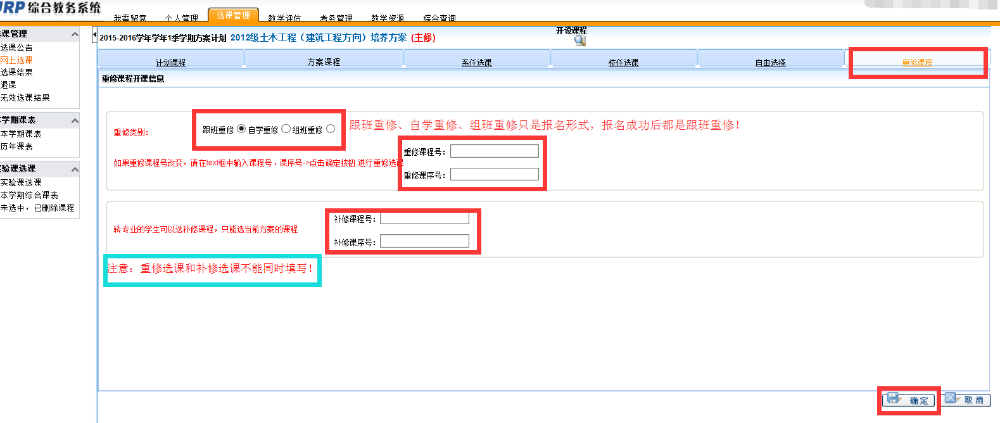 URP 综合教务系统
我需留意 个人管理 选课管理 教学评估 考务管理 教学资源 综合查询
选课管理
选课公告
网上选课
选课结果
退课
无效选课结果
本学期课表
本学期课表
历年课表
实验课选课
实验课选课
本学期综合课表
未选中，已删除课程
2015-2016学年学年1季学期方案计划 2012级土木工程（建筑工程方向）培养方案 (主修)
开设课程
计划课程 方案课程 系任选课 校任选课 自由选择 重修课程
重修课程开课信息
重修类别： 跟班重修 自学重修 组班重修
跟班重修、自学重修、组班重修只是报名形式，报名成功后都是跟班重修！
如果重修课程号改变，请在text框中输入课程号、课序号->点击确定按钮.进行重修选课
重修课程号：
重修课序号：
转专业的学生可以选补修课程，只能选当前方案的课程
补修课程号：
补修课序号：
注意：重修选课和补修选课不能同时填写！
确定 取消